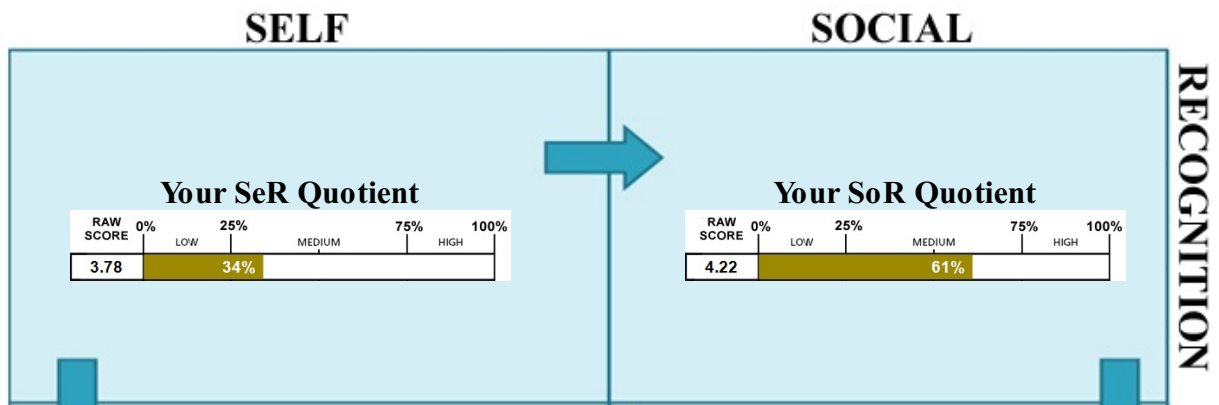 SELF
SOCIAL
RECOGNITION
Your SeR Quotient
RAW SCORE 0% 25% 75% 100%
LOW MEDIUM HIGH
3.78 34%
Your SoR Quotient
RAW SCORE 0% 25% 75% 100%
LOW MEDIUM HIGH
4.22 61%